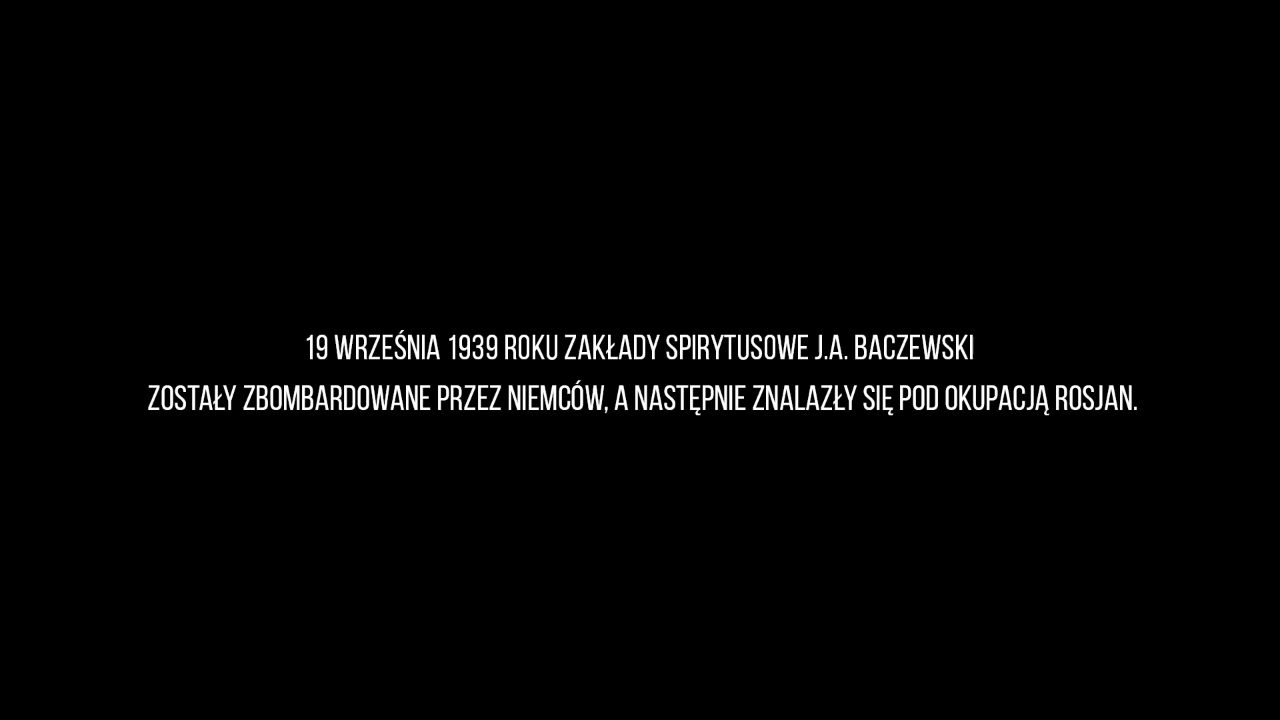 19 WRZEŚNIA 1939 ROKU ZAKŁADY SPIRYTUSOWE J.A. BACZEWSKI
ZOSTAŁY ZBOMBARDOWANE PRZEZ NIEMCÓW, A NASTĘPNIE ZNALAZŁY SIĘ POD OKUPACJĄ ROSJAN.